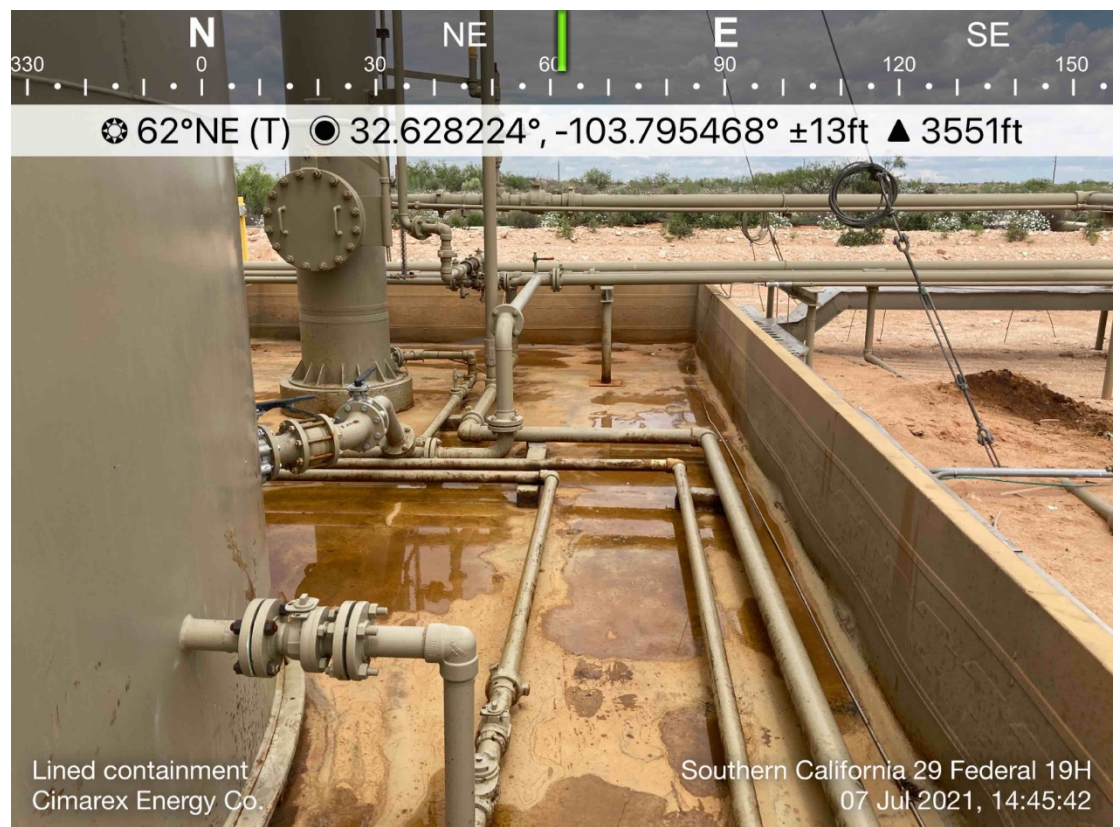 N NE E SE
330 0 30 60 90 120 150
62°NE (T) 32.628224°, -103.795468° ±13ft ▲ 3551ft
Lined containment
Cimarex Energy Co.
Southern California 29 Federal 19H
07 Jul 2021, 14:45:42